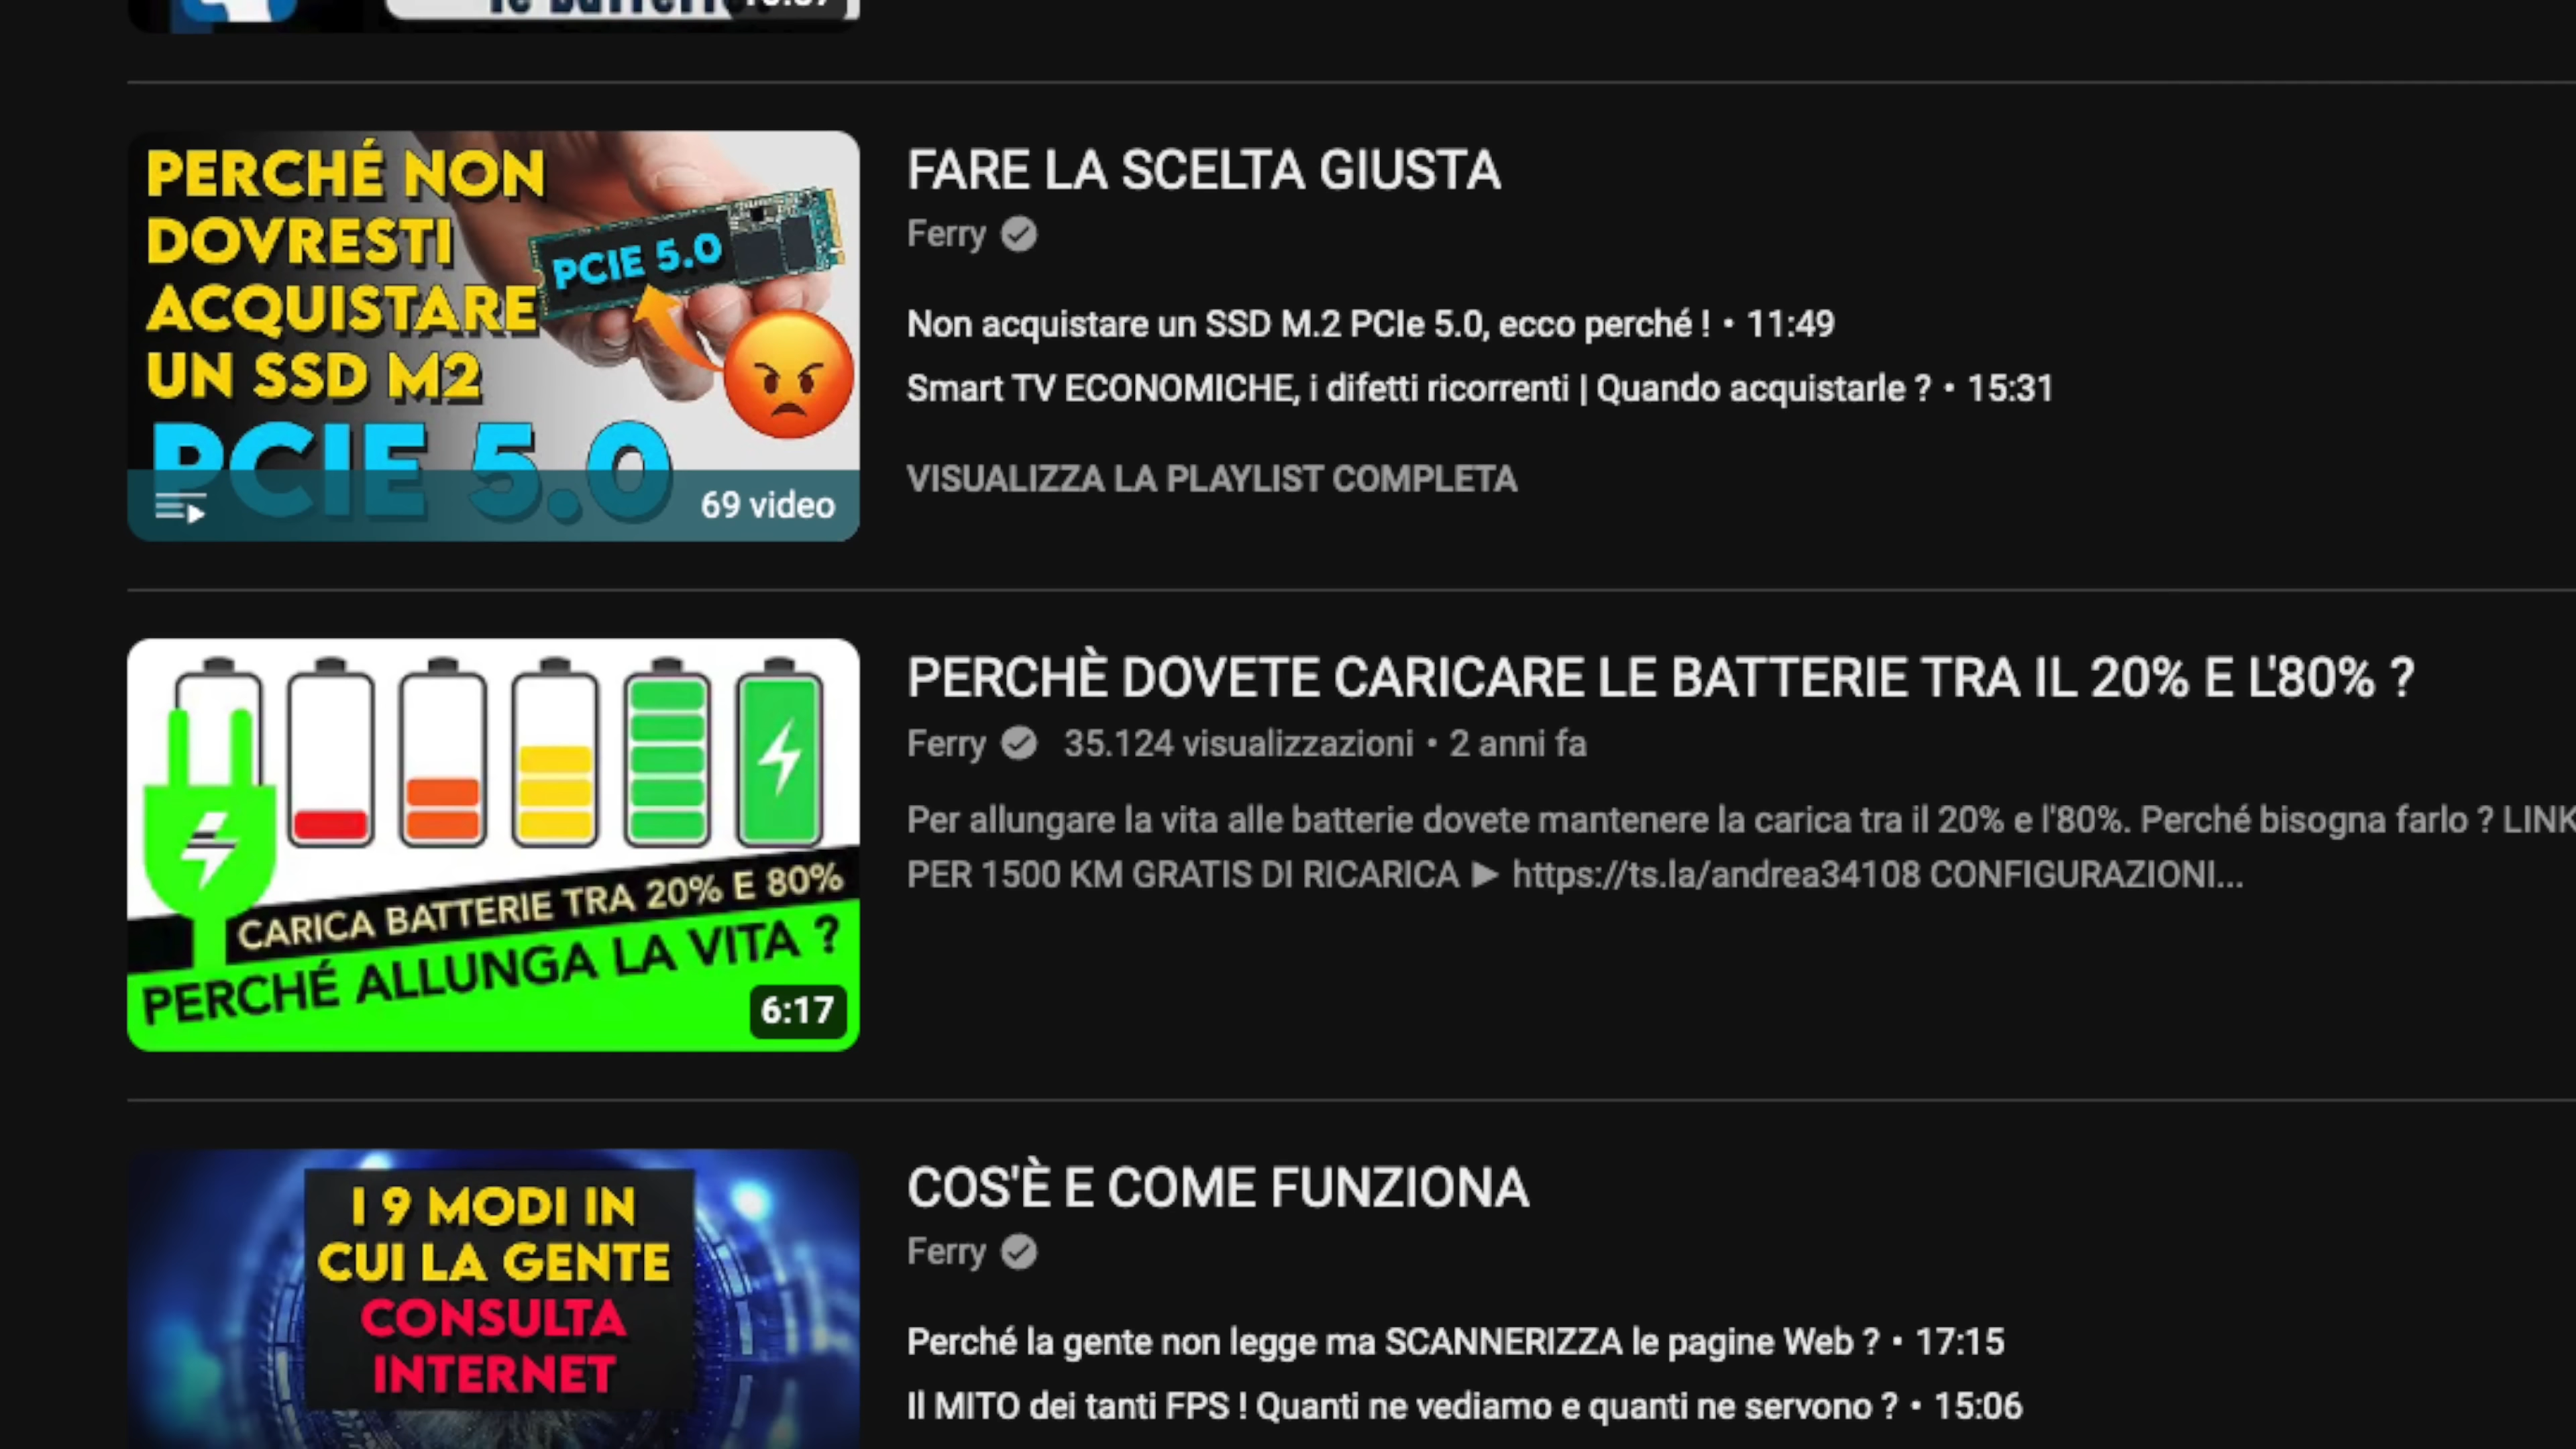 PERCHÉ NON
DOVRESTI
ACQUISTARE
UN SSD M2
PCIE 5.0
PCIE 5.0
69 video
FARE LA SCELTA GIUSTA
Ferry
Non acquistare un SSD M.2 PCIe 5.0, ecco perché ! • 11:49
Smart TV ECONOMICHE, i difetti ricorrenti | Quando acquistarle ? • 15:31
VISUALIZZA LA PLAYLIST COMPLETA
CARICA BATTERIE TRA 20% E 80%
PERCHÉ ALLUNGA LA VITA ?
6:17
PERCHÈ DOVETE CARICARE LE BATTERIE TRA IL 20% E L'80% ?
Ferry 35.124 visualizzazioni • 2 anni fa
Per allungare la vita alle batterie dovete mantenere la carica tra il 20% e l'80%. Perché bisogna farlo ? LINK
PER 1500 KM GRATIS DI RICARICA ▶ https://ts.la/andrea34108 CONFIGURAZIONI...
I 9 MODI IN
CUI LA GENTE
CONSULTA
INTERNET
COS'È E COME FUNZIONA
Ferry
Perché la gente non legge ma SCANNERIZZA le pagine Web ? • 17:15
Il MITO dei tanti FPS ! Quanti ne vediamo e quanti ne servono ? • 15:06